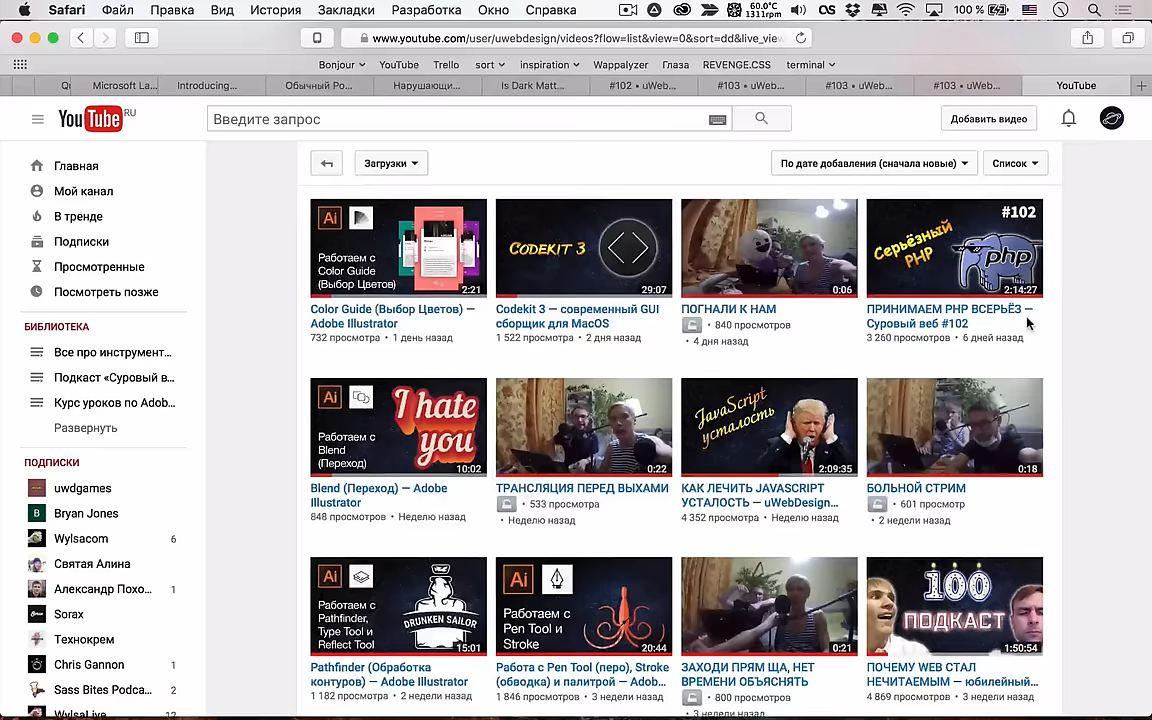 Safari Файл Правка Вид История Закладки Разработка Окно Справка 60.0°C 1311rpm 100 %
www.youtube.com/user/uwebdesign/videos?flow=list&view=0&sort=dd&live_vie
Bonjour YouTube Trello sort inspiration Wappalyzer Глаза REVENGE.CSS terminal
Microsoft La... Introducing... Обычный Ро... Нарушающи... Is Dark Matt... #102 • uWeb... #103 • uWeb... #103 • uWeb... #103 • uWeb... YouTube
YouTube RU Введите запрос Добавить видео
Загрузки По дате добавления (сначала новые) Список
Главная
Мой канал
В тренде
Подписки
Просмотренные
Посмотреть позже
БИБЛИОТЕКА
Все про инструмент...
Подкаст «Суровый в...
Курс уроков по Adob...
Развернуть
ПОДПИСКИ
uwdgames
Bryan Jones
Wylsacom 6
Святая Алина
Александр Похо... 1
Sorax
Технокрем
Chris Gannon 1
Sass Bites Podca... 2
WylsaLive 12
Ai
Работаем с
Color Guide
(Выбор Цветов)
2:21
Color Guide (Выбор Цветов) —
Adobe Illustrator
732 просмотра • 1 день назад
CODEKIT 3
29:07
Codekit 3 — современный GUI
сборщик для MacOS
1 522 просмотра • 2 дня назад
0:06
ПОГНАЛИ К НАМ
• 840 просмотров
• 4 дня назад
#102
Серьёзный
PHP
php
2:14:27
ПРИНИМАЕМ PHP ВСЕРЬЁЗ —
Суровый веб #102
3 260 просмотров • 6 дней назад
Ai
Работаем с
Blend
(Переход)
I hate
you
10:02
Blend (Переход) — Adobe
Illustrator
848 просмотров • Неделю назад
0:22
ТРАНСЛЯЦИЯ ПЕРЕД ВЫХАМИ
• 533 просмотра
• Неделю назад
JavaScript
усталость
2:09:35
КАК ЛЕЧИТЬ JAVASCRIPT
УСТАЛОСТЬ — uWebDesign...
4 352 просмотра • Неделю назад
0:18
БОЛЬНОЙ СТРИМ
• 601 просмотр
• 2 недели назад
Ai
Работаем с
Pathfinder,
Type Tool и
Reflect Tool
DRUNKEN SAILOR
15:01
Pathfinder (Обработка
контуров) — Adobe Illustrator
1 182 просмотра • 2 недели назад
Ai
Работаем с
Pen Tool и
Stroke
20:44
Работа с Pen Tool (перо), Stroke
(обводка) и палитрой — Adob...
1 846 просмотров • 3 недели назад
0:21
ЗАХОДИ ПРЯМ ЩА, НЕТ
ВРЕМЕНИ ОБЪЯСНЯТЬ
• 800 просмотров
• 3 недели назад
100
ПОДКАСТ
1:50:54
ПОЧЕМУ WEB СТАЛ
НЕЧИТАЕМЫМ — юбилейный...
4 869 просмотров • 3 недели назад